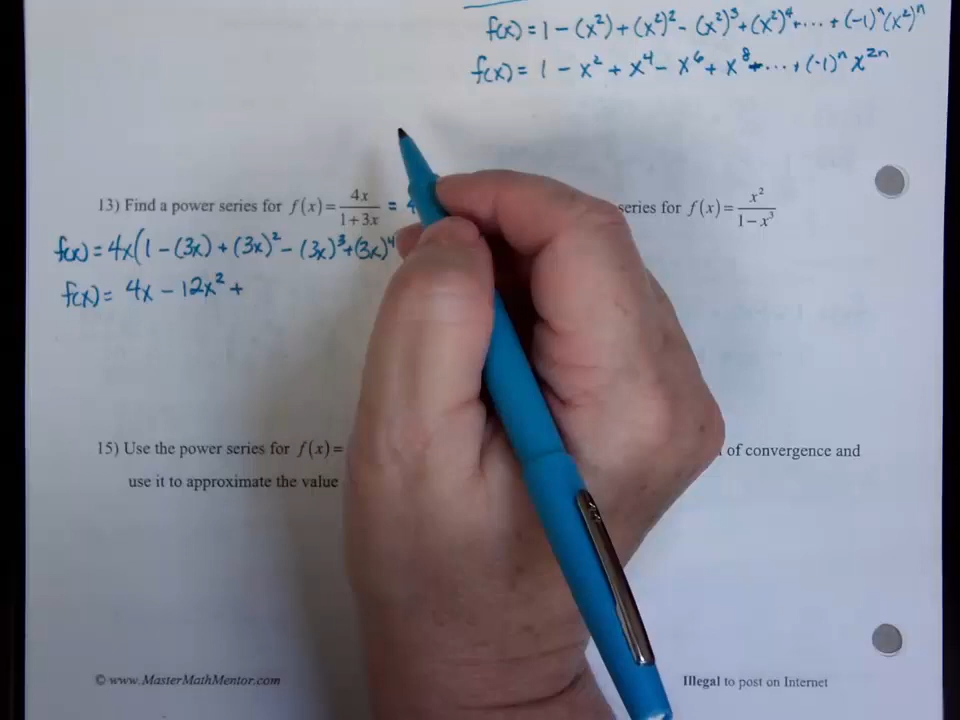 f(x) = 1 - (x²) + (x²)² - (x²)³ + (x²)⁴ + ... + (-1)ⁿ (x²)ⁿ
f(x) = 1 - x² + x⁴ - x⁶ + x⁸ + ... + (-1)ⁿ x²ⁿ
13) Find a power series for f(x) = 4x / 1+3x = series for f(x) = x² / 1-x³
f(x) = 4x(1 - (3x) + (3x)² - (3x)³ + (3x)⁴
f(x) = 4x - 12x² +
15) Use the power series for f(x) = of convergence and
use it to approximate the value
© www.MasterMathMentor.com Illegal to post on Internet